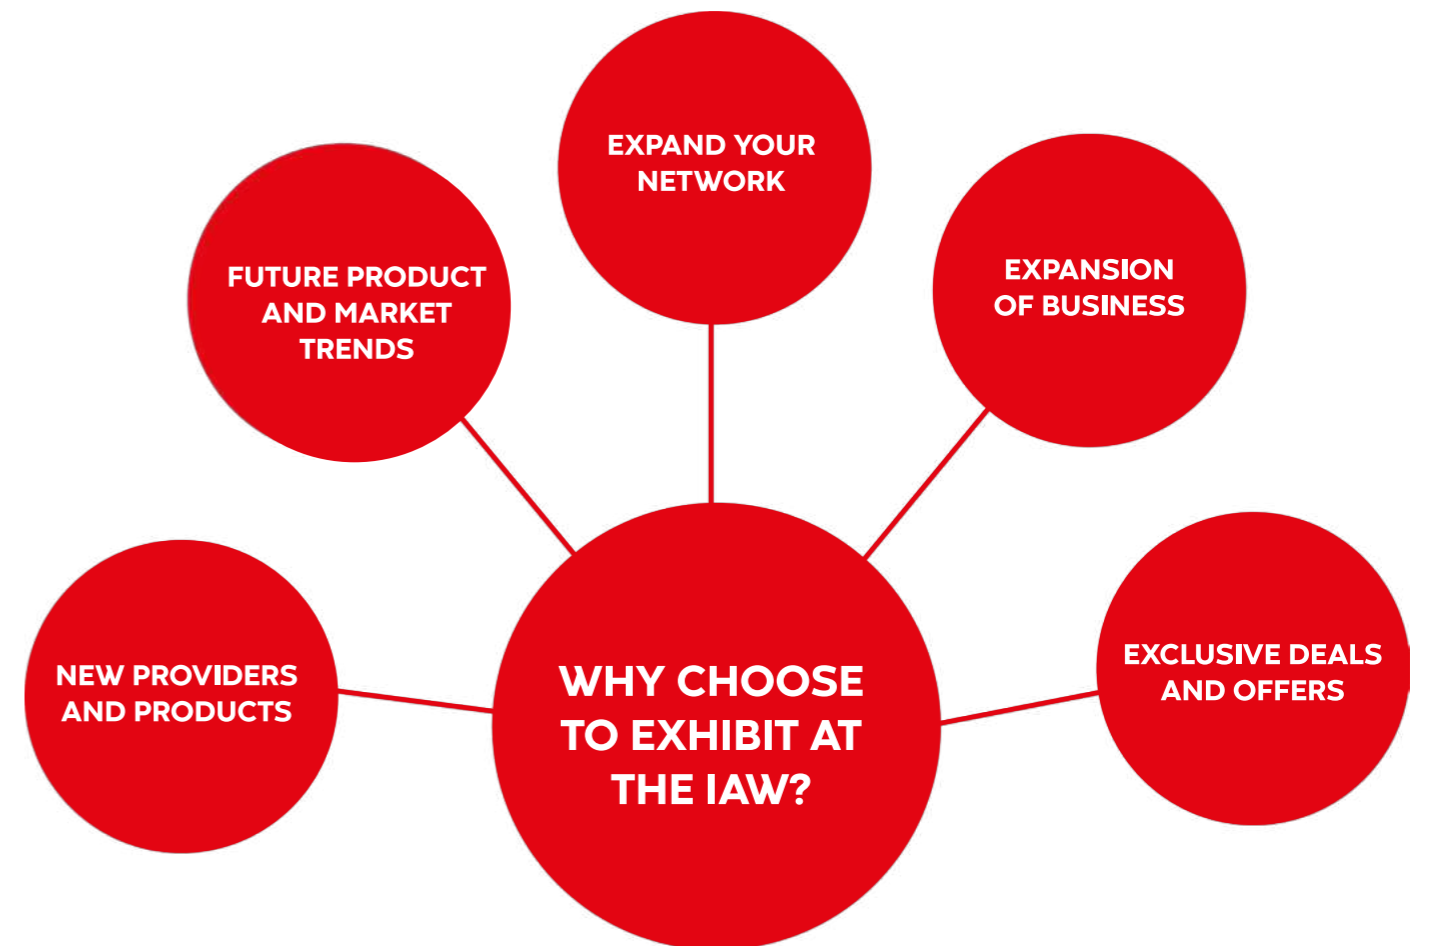 EXPAND YOUR
NETWORK
FUTURE PRODUCT
AND MARKET
TRENDS
EXPANSION
OF BUSINESS
NEW PROVIDERS
AND PRODUCTS
WHY CHOOSE
TO EXHIBIT AT
THE IAW?
EXCLUSIVE DEALS
AND OFFERS